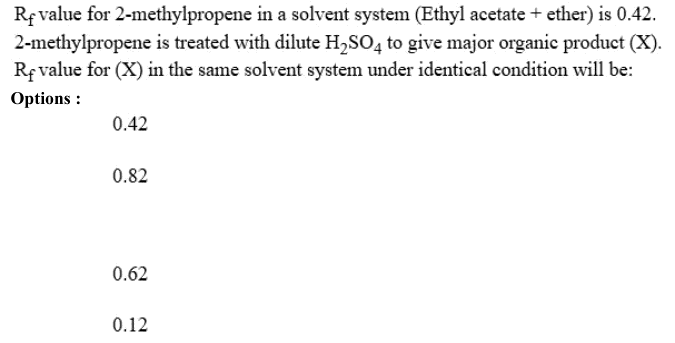 R_f value for 2-methylpropene in a solvent system (Ethyl acetate + ether) is 0.42.
2-methylpropene is treated with dilute H₂SO₄ to give major organic product (X).
R_f value for (X) in the same solvent system under identical condition will be:
Options :
0.42
0.82
0.62
0.12